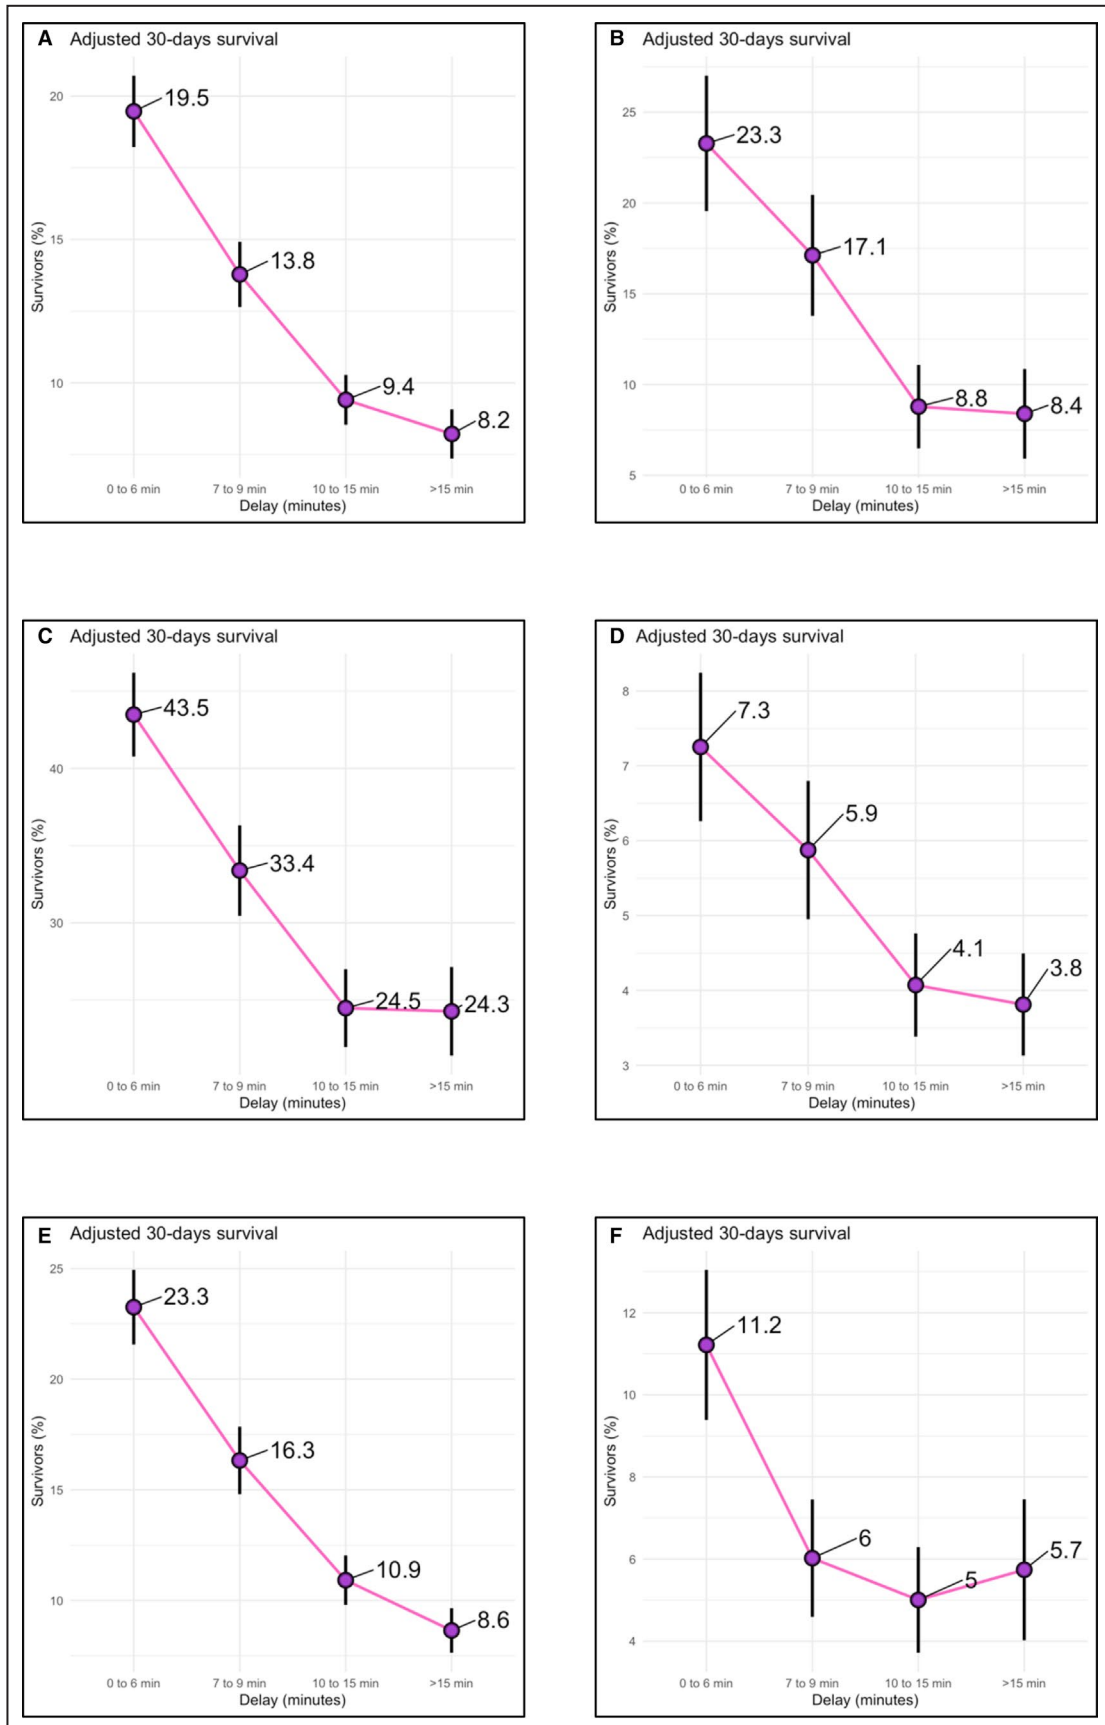 A Adjusted 30-days survival
Survivors (%)
20
15
10
19.5
13.8
9.4
8.2
0 to 6 min 7 to 9 min 10 to 15 min >15 min
Delay (minutes)
B Adjusted 30-days survival
Survivors (%)
25
20
15
10
5
23.3
17.1
8.8
8.4
0 to 6 min 7 to 9 min 10 to 15 min >15 min
Delay (minutes)
C Adjusted 30-days survival
Survivors (%)
40
30
43.5
33.4
24.5
24.3
0 to 6 min 7 to 9 min 10 to 15 min >15 min
Delay (minutes)
D Adjusted 30-days survival
Survivors (%)
8
7
6
5
4
3
7.3
5.9
4.1
3.8
0 to 6 min 7 to 9 min 10 to 15 min >15 min
Delay (minutes)
E Adjusted 30-days survival
Survivors (%)
25
20
15
10
23.3
16.3
10.9
8.6
0 to 6 min 7 to 9 min 10 to 15 min >15 min
Delay (minutes)
F Adjusted 30-days survival
Survivors (%)
12
10
8
6
4
11.2
6
5
5.7
0 to 6 min 7 to 9 min 10 to 15 min >15 min
Delay (minutes)